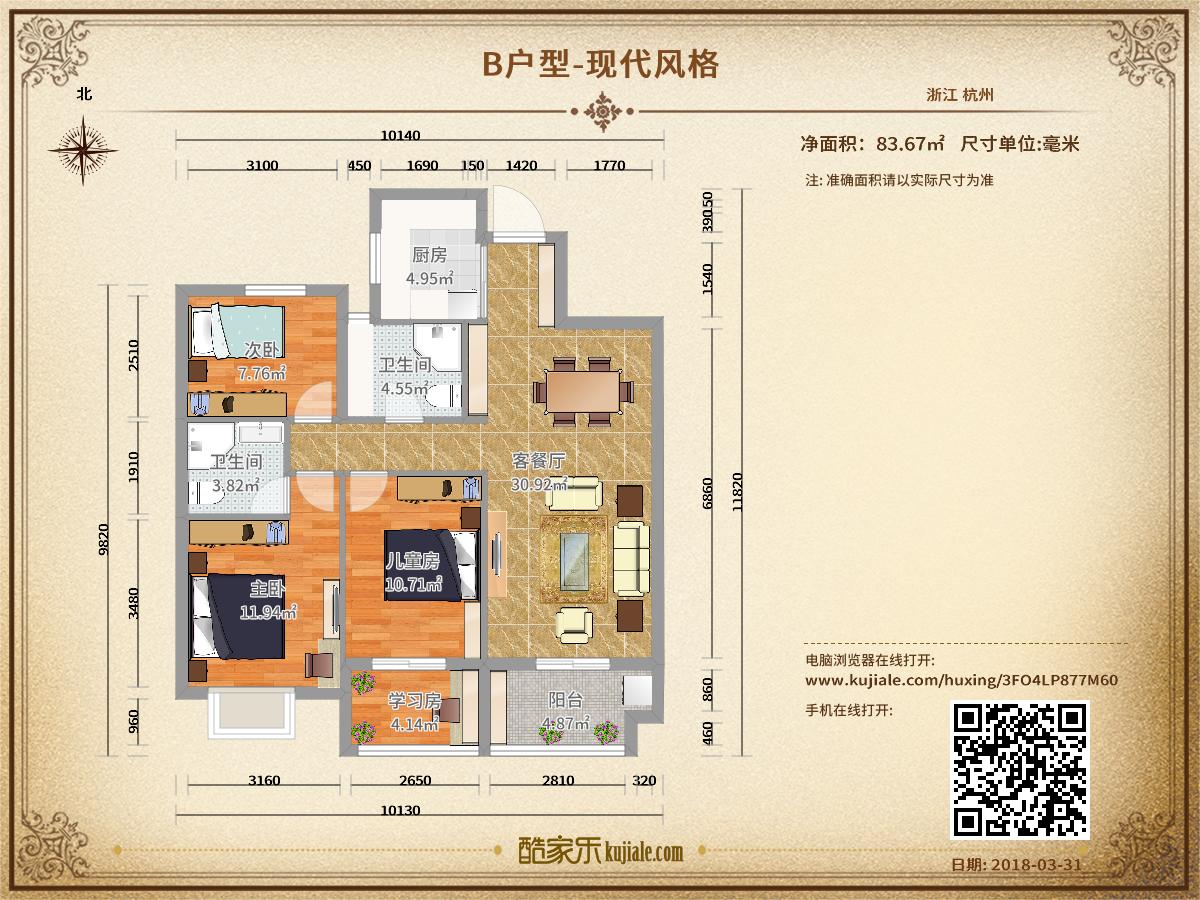 B户型-现代风格
北
浙江 杭州
净面积: 83.67㎡ 尺寸单位:毫米
注: 准确面积请以实际尺寸为准
10140
3100
450
1690
150
1420
1770
150
390
1540
6860
11820
860
460
9820
2510
1910
3480
960
厨房
4.95㎡
次卧
7.76㎡
卫生间
4.55㎡
卫生间
3.82㎡
客餐厅
30.92㎡
儿童房
10.71㎡
主卧
11.94㎡
学习房
4.14㎡
阳台
4.87㎡
3160
2650
2810
320
10130
电脑浏览器在线打开:
www.kujiale.com/huxing/3FO4LP877M60
手机在线打开:
酷家乐kujiale.com
日期: 2018-03-31